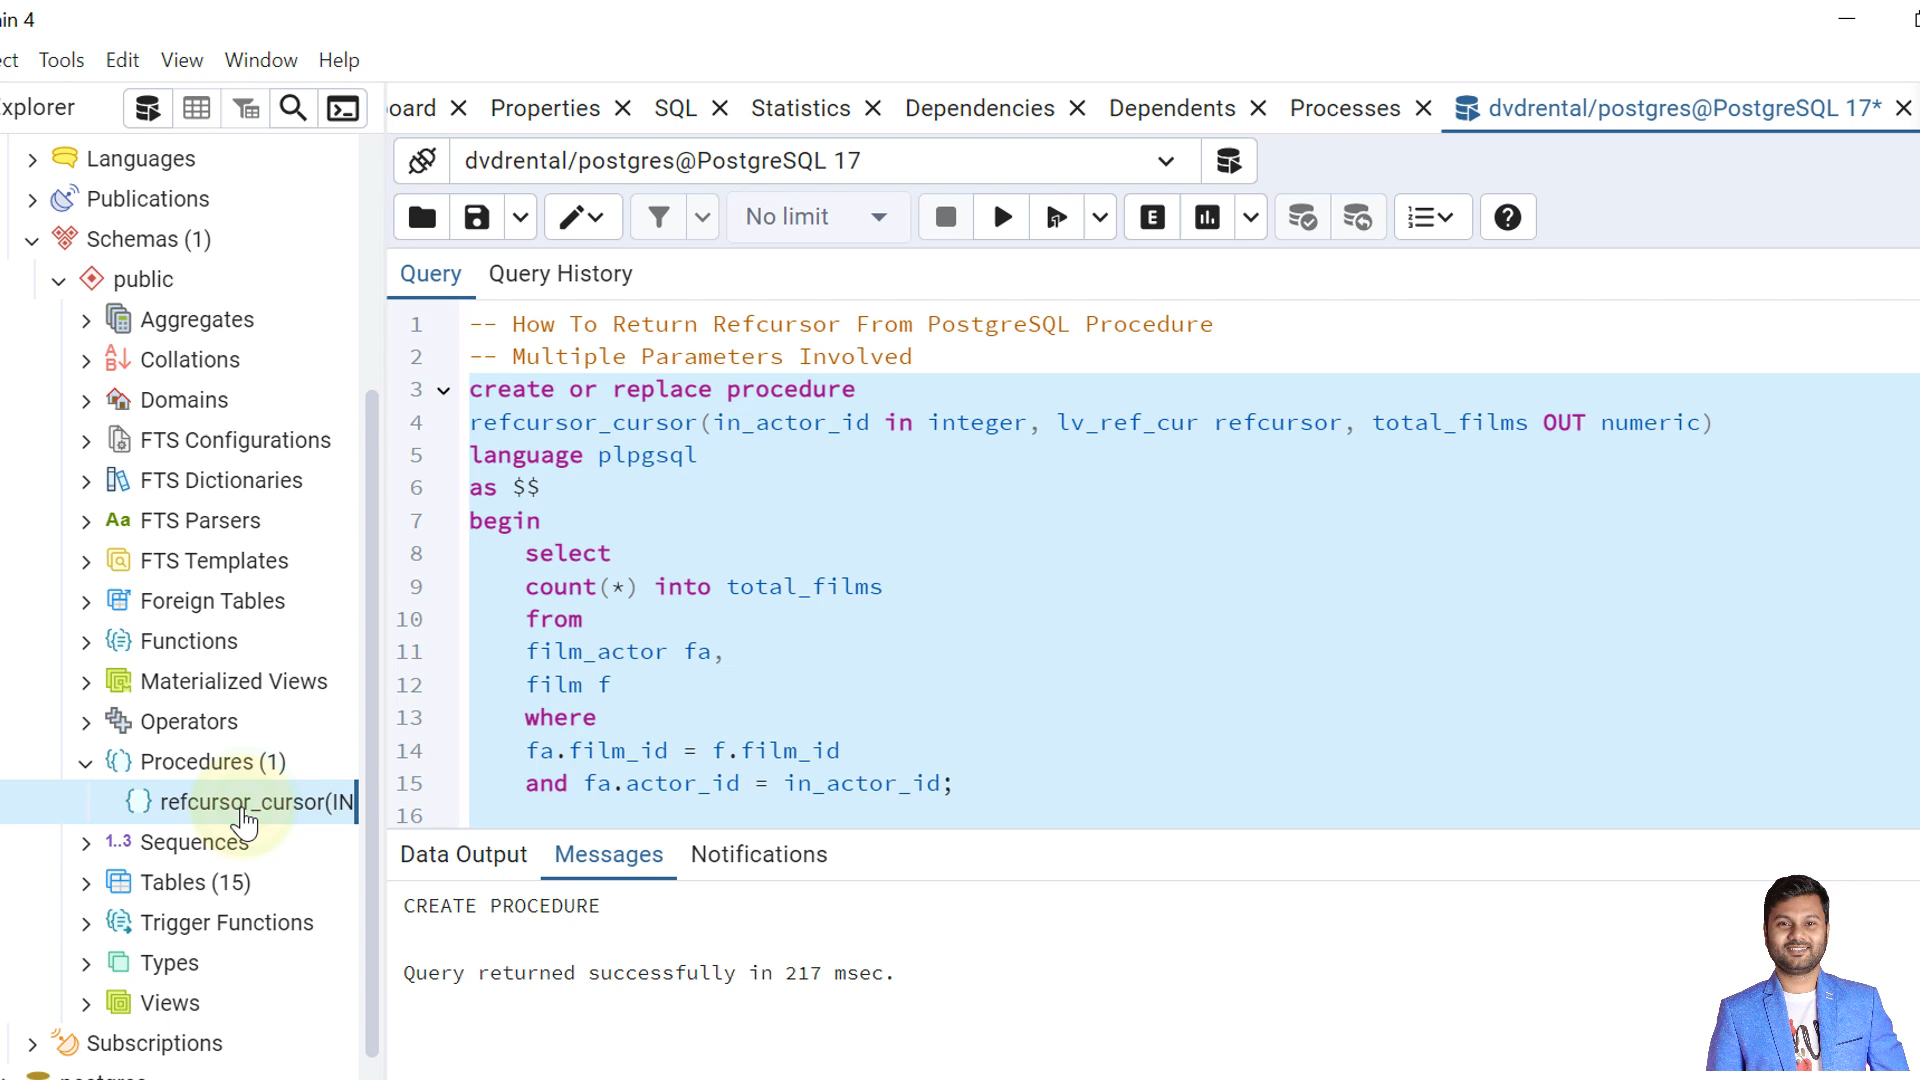 in 4
ect Tools Edit View Window Help
xplorer
oard Properties SQL Statistics Dependencies Dependents Processes dvdrental/postgres@PostgreSQL 17*
dvdrental/postgres@PostgreSQL 17
No limit
E
Query Query History
Languages
Publications
Schemas (1)
public
Aggregates
Collations
Domains
FTS Configurations
FTS Dictionaries
Aa FTS Parsers
FTS Templates
Foreign Tables
Functions
Materialized Views
Operators
Procedures (1)
refcursor_cursor(IN
1..3 Sequences
Tables (15)
Trigger Functions
Types
Views
Subscriptions
1 -- How To Return Refcursor From PostgreSQL Procedure
2 -- Multiple Parameters Involved
3 create or replace procedure
4 refcursor_cursor(in_actor_id in integer, lv_ref_cur refcursor, total_films OUT numeric)
5 language plpgsql
6 as $$
7 begin
8 select
9 count(*) into total_films
10 from
11 film_actor fa,
12 film f
13 where
14 fa.film_id = f.film_id
15 and fa.actor_id = in_actor_id;
16
Data Output Messages Notifications
CREATE PROCEDURE
Query returned successfully in 217 msec.